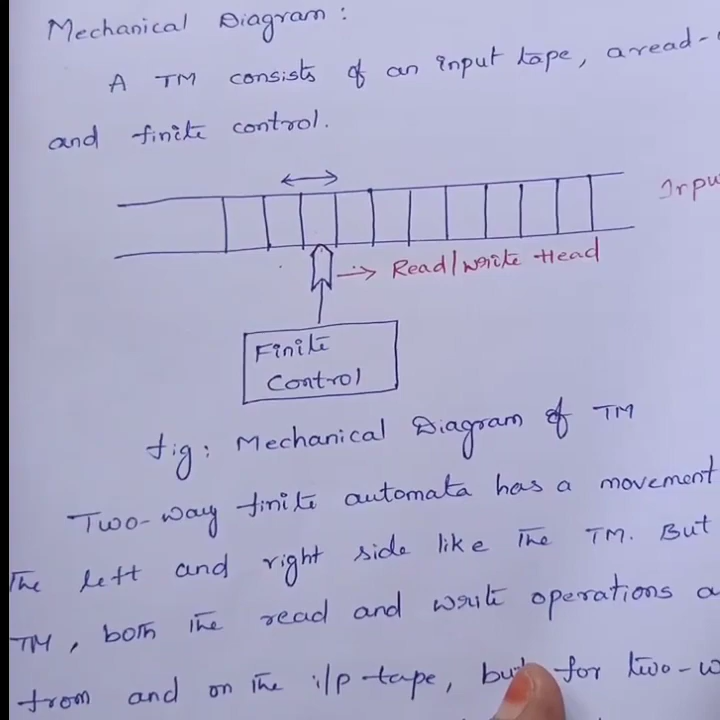 Mechanical Diagram:
A TM consists of an input tape, a read-
and finite control.
Read/write Head
Finite
Control
fig: Mechanical Diagram of TM
Two-way finite automata has a movement
The left and right side like the TM. But
TM, both the read and write operations
from and on the i/p tape, but for two-w